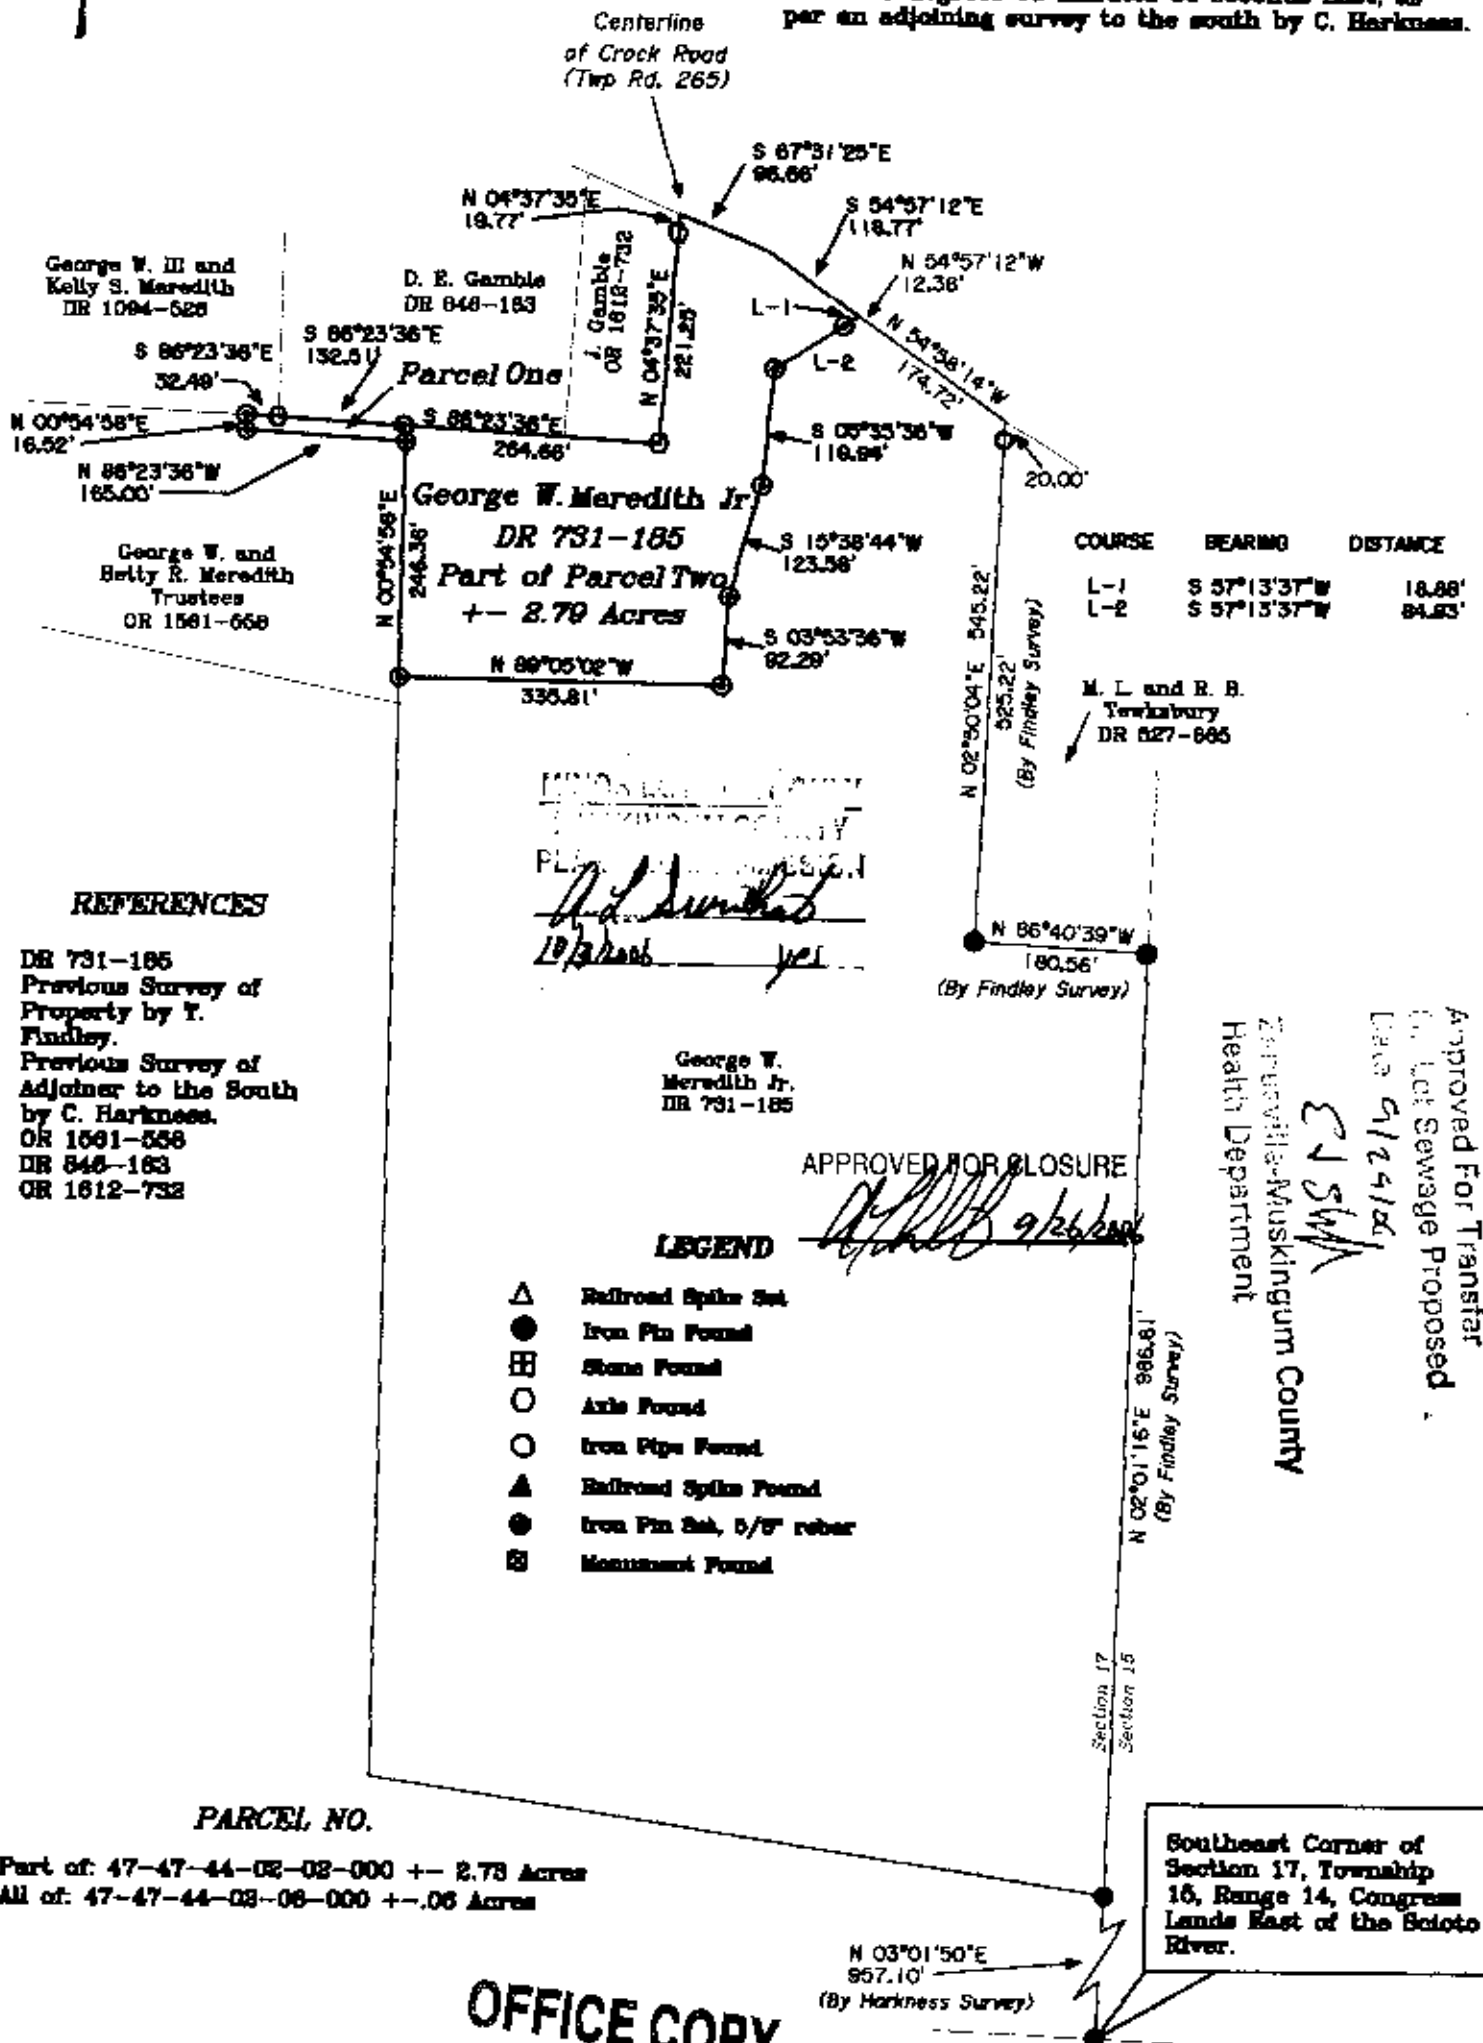 per an adjoining survey to the south by C. Harkness.
Centerline
of Crock Road
(Twp Rd. 265)
S 67°31'25"E
96.66'
N 04°37'35"E
19.77'
S 54°57'12"E
118.77'
N 54°57'12"W
12.36'
George W. III and
Kelly S. Meredith
DR 1094-526
D. E. Gamble
DR 846-163
J. Gamble
OR 1612-732
N 04°37'35"E
221.25'
L-1
L-2
N 54°58'14"W
174.72'
S 86°23'36"E
32.49'
S 86°23'36"E
132.51'
Parcel One
N 00°54'58"E
16.52'
S 86°23'36"E
264.66'
N 86°23'36"W
165.00'
S 05°35'36"W
119.94'
20.00'
George W. Meredith Jr
DR 731-185
Part of Parcel Two
+- 2.79 Acres
N 00°54'58"E
246.36'
S 15°38'44"W
123.58'
George W. and
Betty R. Meredith
Trustees
OR 1561-558
COURSE BEARING DISTANCE
L-1 S 57°13'37"W 18.88'
L-2 S 57°13'37"W 84.93'
S 03°53'36"W
92.29'
N 89°05'02"W
335.81'
N 02°50'04"E 545.22'
525.22'
(By Findley Survey)
M. L. and R. B.
Tewksbury
DR 527-865
10/3/2006 yes
REFERENCES
DR 731-185
Previous Survey of
Property by T.
Findley.
Previous Survey of
Adjoiner to the South
by C. Harkness.
OR 1561-558
DR 846-163
OR 1612-732
N 86°40'39"W
180.56'
(By Findley Survey)
George W.
Meredith Jr.
DR 731-185
APPROVED FOR CLOSURE
9/26/2006
Approved For Transfer
Lot Sewage Proposed
Zanesville-Muskingum County
Health Department
LEGEND
Railroad Spike Set
Iron Pin Found
Stone Found
Axle Found
Iron Pipe Found
Railroad Spike Found
Iron Pin Set, 5/8" rebar
Monument Found
N 02°01'16"E 986.81'
(By Findley Survey)
Section 17
Section 16
PARCEL NO.
Part of: 47-47-44-02-02-000 +- 2.73 Acres
All of: 47-47-44-02-06-000 +-.06 Acres
Southeast Corner of
Section 17, Township
15, Range 14, Congress
Lands East of the Scioto
River.
N 03°01'50"E
957.10'
(By Harkness Survey)
OFFICE COPY